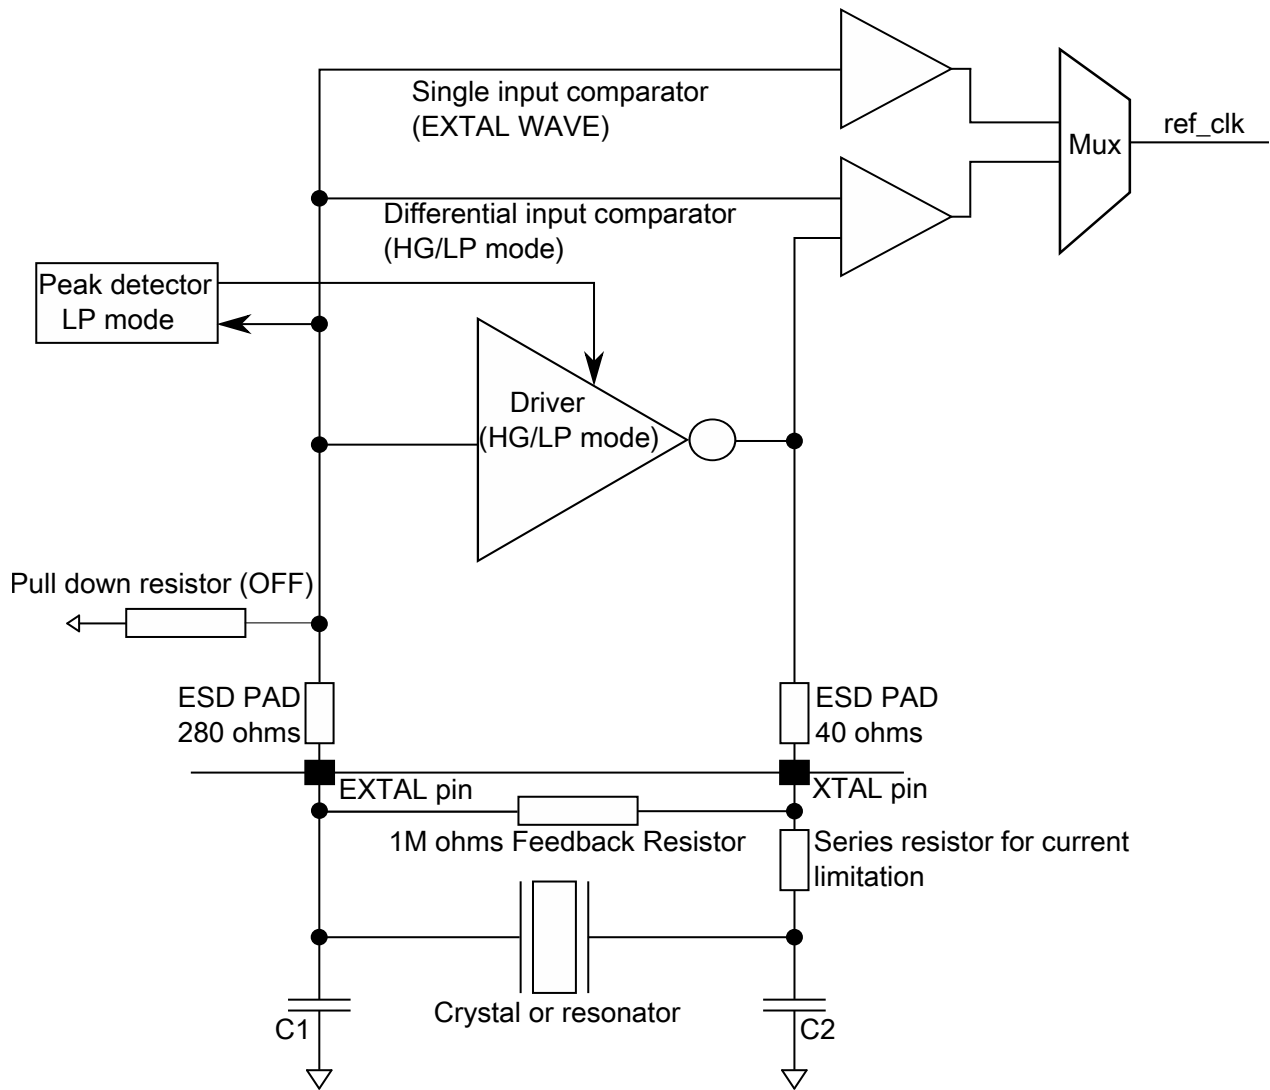 Single input comparator
(EXTAL WAVE)
ref_clk
Mux
Differential input comparator
(HG/LP mode)
Peak detector
LP mode
Driver
(HG/LP mode)
Pull down resistor (OFF)
ESD PAD
280 ohms
ESD PAD
40 ohms
EXTAL pin
XTAL pin
1M ohms Feedback Resistor
Series resistor for current
limitation
Crystal or resonator
C1
C2